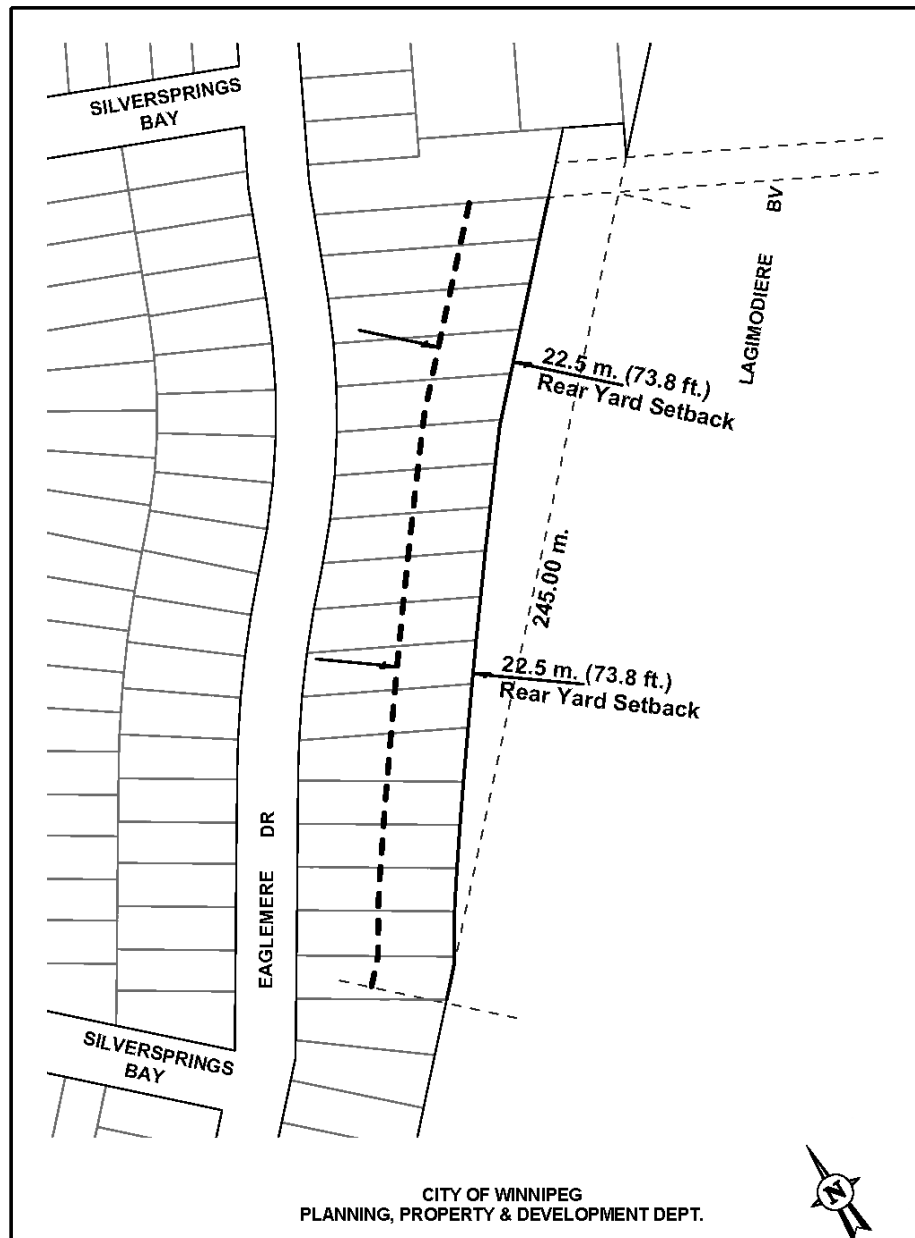 SILVERSPRINGS
BAY
LAGIMODIERE BV
22.5 m. (73.8 ft.)
Rear Yard Setback
245.00 m.
22.5 m. (73.8 ft.)
Rear Yard Setback
EAGLEMERE DR
SILVERSPRINGS
BAY
CITY OF WINNIPEG
PLANNING, PROPERTY & DEVELOPMENT DEPT.
N